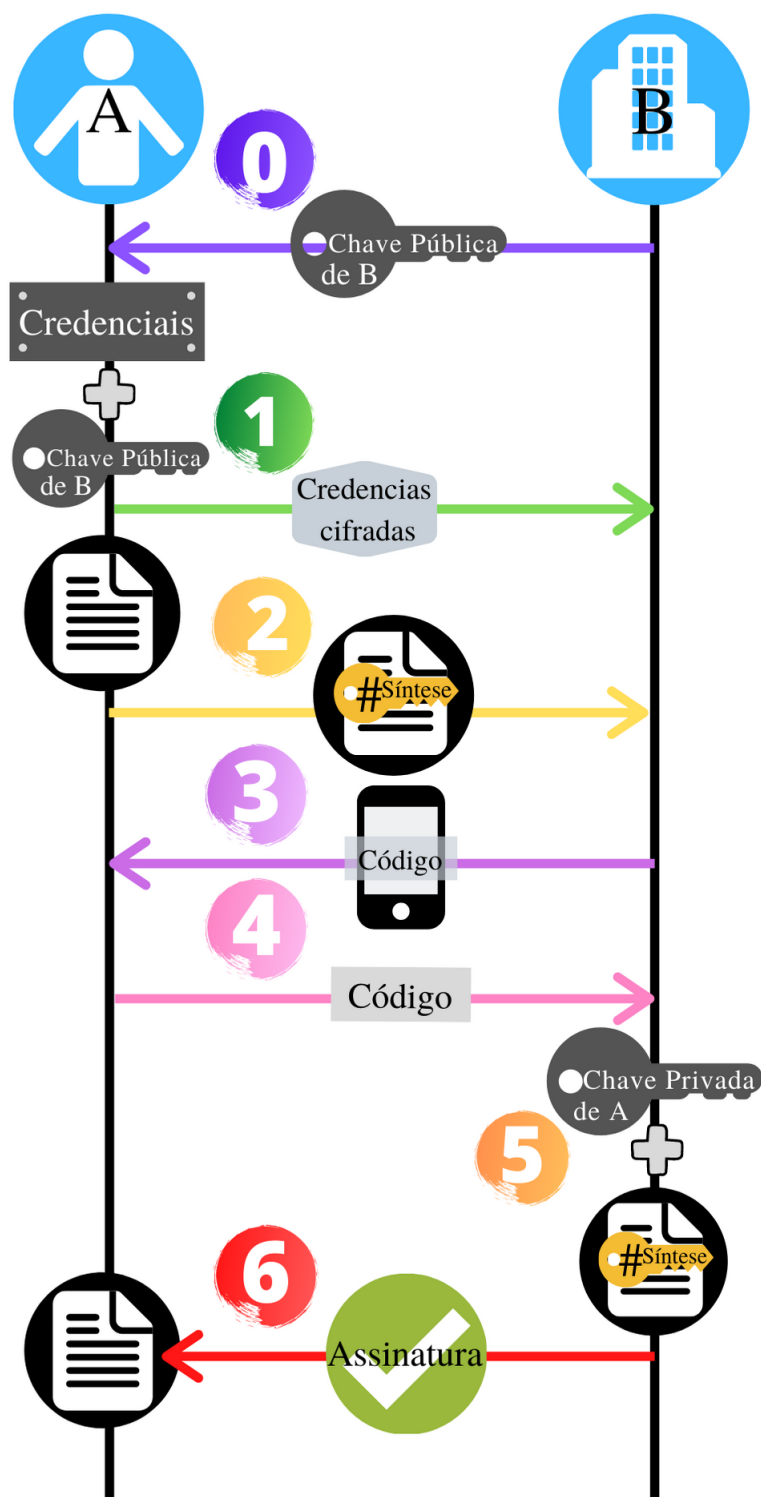 A
B
0
Chave Pública
de B
Credenciais
1
Chave Pública
de B
Credencias
cifradas
2
#Síntese
3
Código
4
Código
Chave Privada
de A
5
#Síntese
6
Assinatura